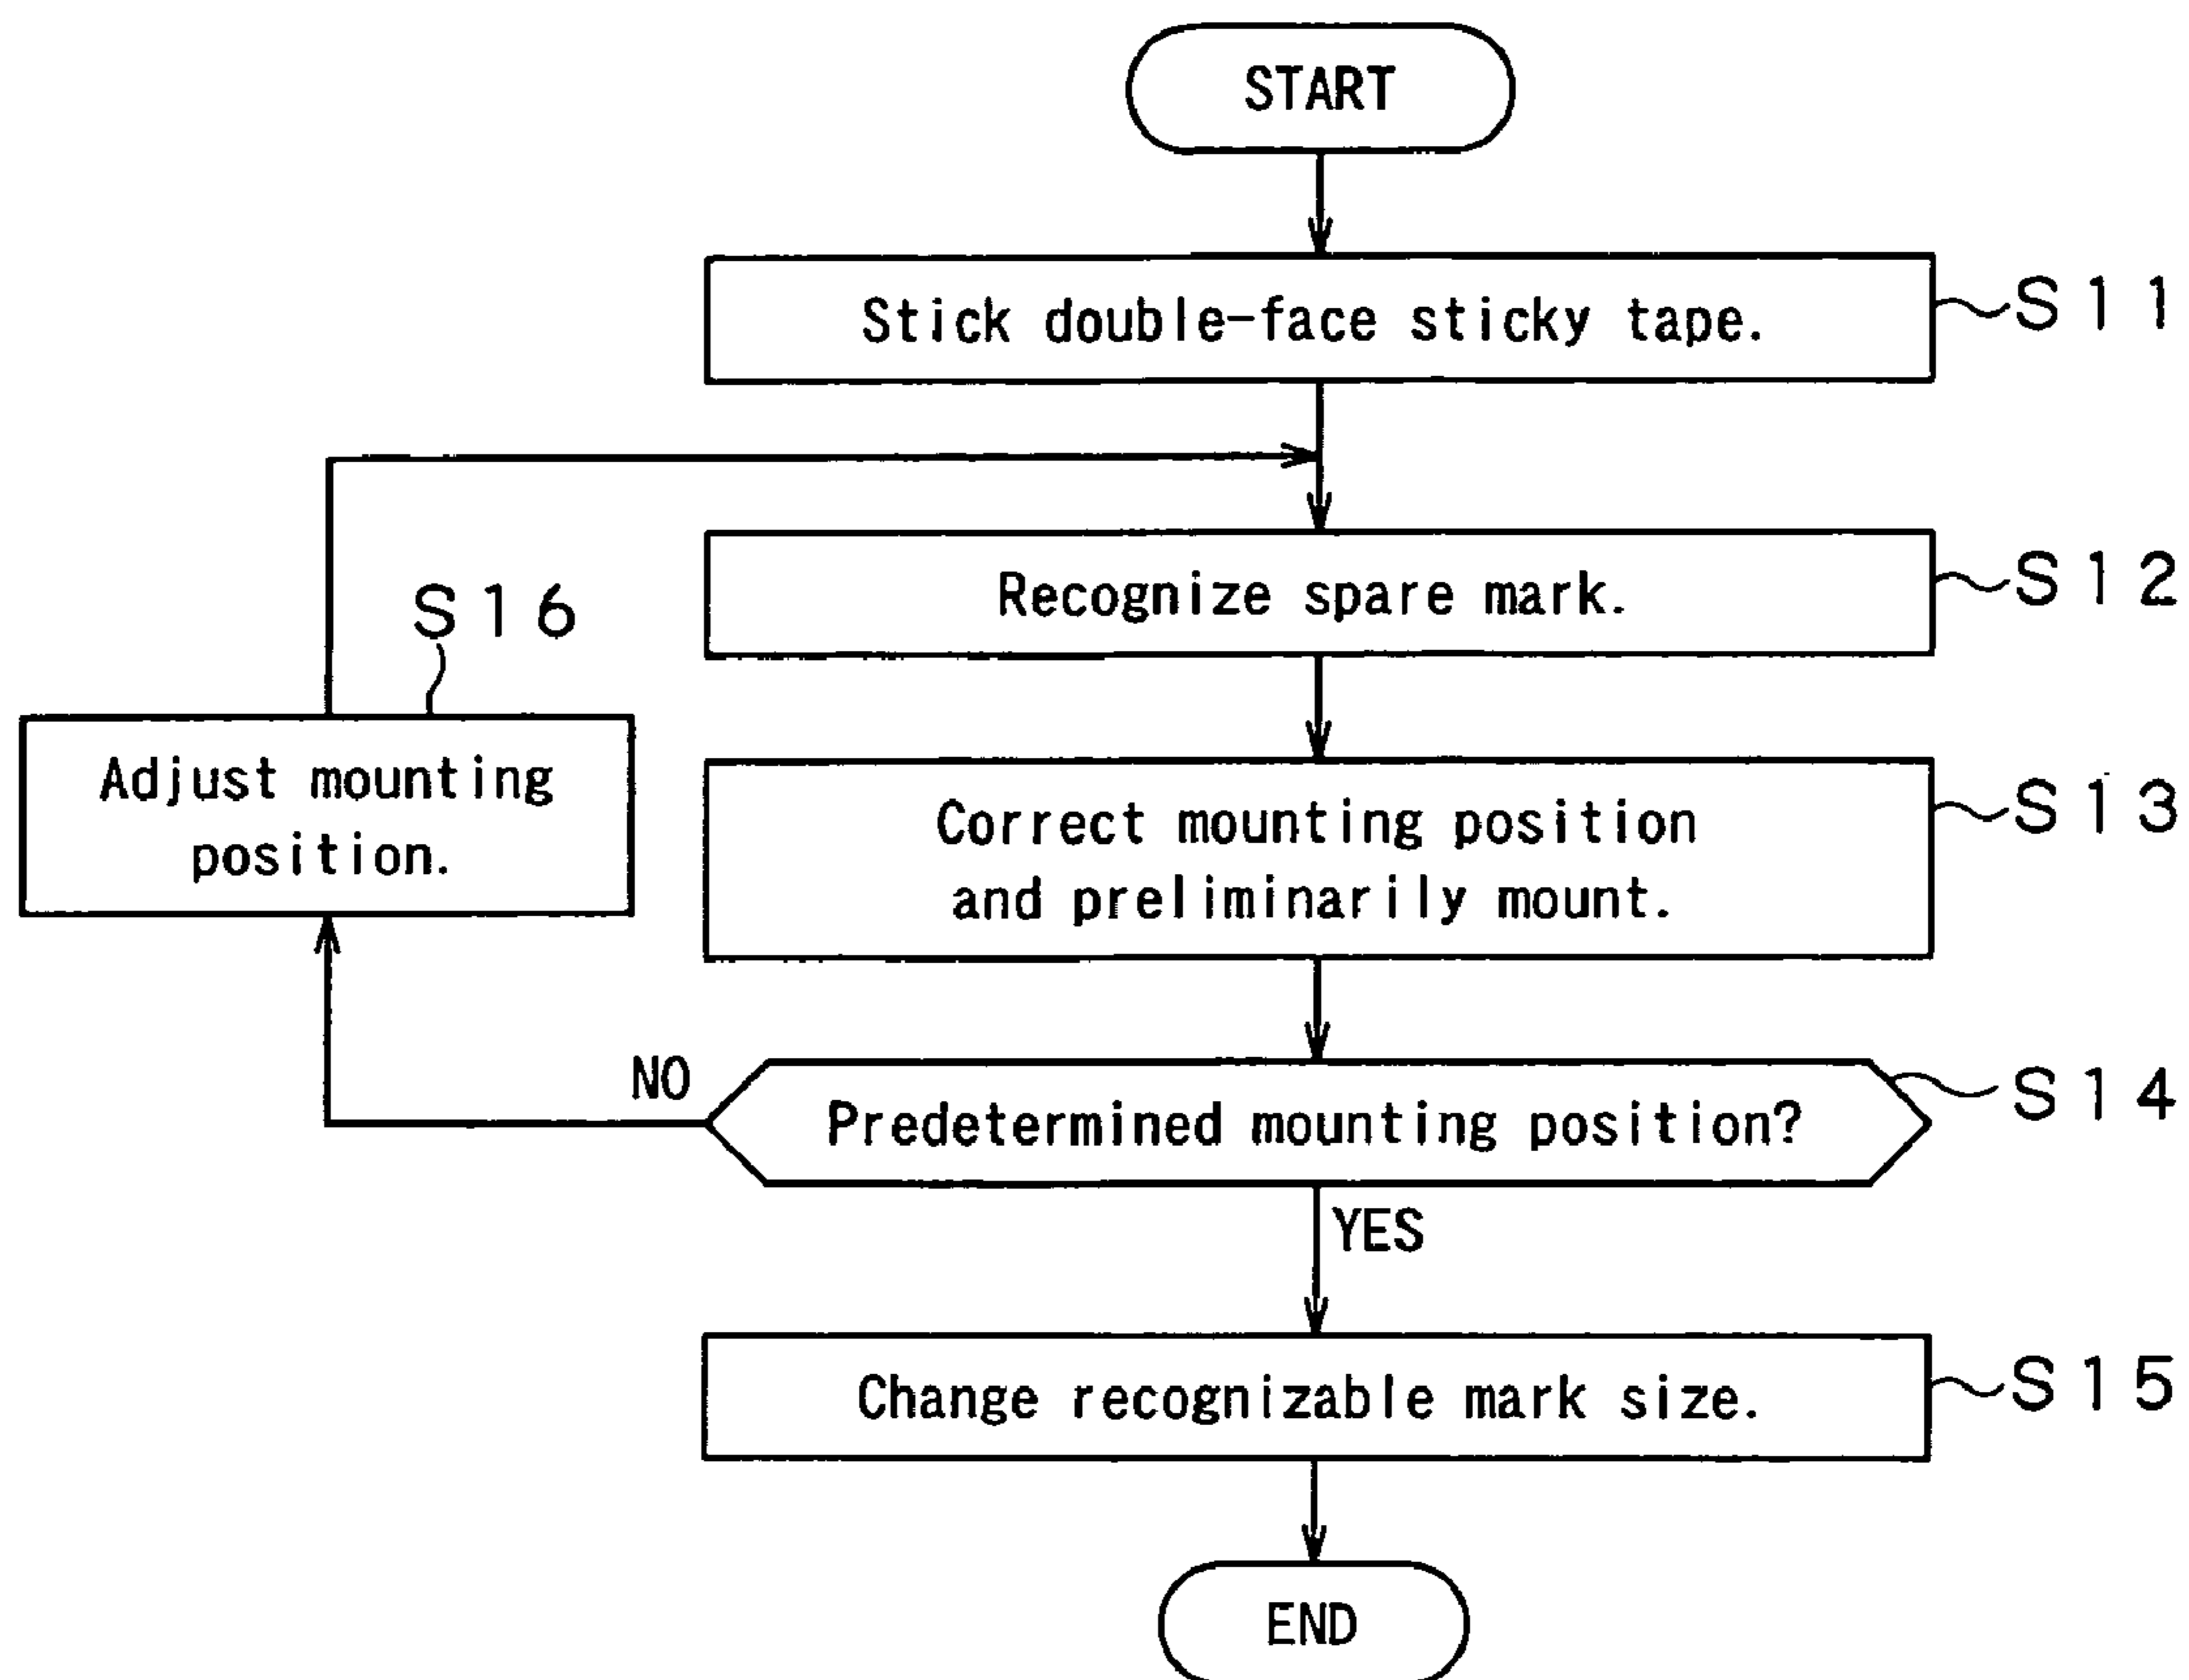 START
Stick double-face sticky tape.
S11
Recognize spare mark.
S12
S16
Adjust mounting
position.
Correct mounting position
and preliminarily mount.
S13
NO
Predetermined mounting position?
S14
YES
Change recognizable mark size.
S15
END